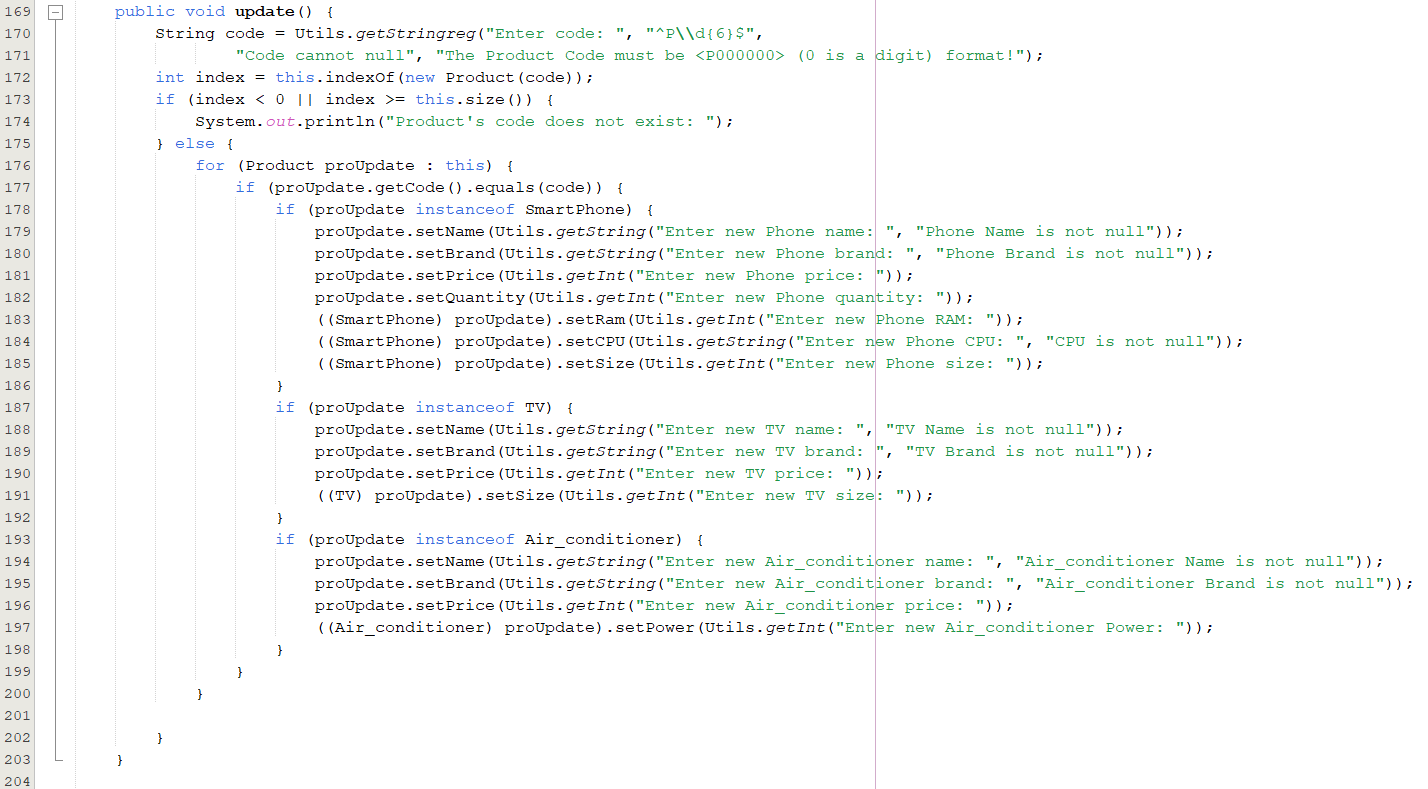 169 public void update() {
170 String code = Utils.getStringreg("Enter code: ", "^P\\d{6}$",
171 "Code cannot null", "The Product Code must be <P000000> (0 is a digit) format!");
172 int index = this.indexOf(new Product(code));
173 if (index < 0 || index >= this.size()) {
174 System.out.println("Product's code does not exist: ");
175 } else {
176 for (Product proUpdate : this) {
177 if (proUpdate.getCode().equals(code)) {
178 if (proUpdate instanceof SmartPhone) {
179 proUpdate.setName(Utils.getString("Enter new Phone name: ", "Phone Name is not null"));
180 proUpdate.setBrand(Utils.getString("Enter new Phone brand: ", "Phone Brand is not null"));
181 proUpdate.setPrice(Utils.getInt("Enter new Phone price: "));
182 proUpdate.setQuantity(Utils.getInt("Enter new Phone quantity: "));
183 ((SmartPhone) proUpdate).setRam(Utils.getInt("Enter new Phone RAM: "));
184 ((SmartPhone) proUpdate).setCPU(Utils.getString("Enter new Phone CPU: ", "CPU is not null"));
185 ((SmartPhone) proUpdate).setSize(Utils.getInt("Enter new Phone size: "));
186 }
187 if (proUpdate instanceof TV) {
188 proUpdate.setName(Utils.getString("Enter new TV name: ", "TV Name is not null"));
189 proUpdate.setBrand(Utils.getString("Enter new TV brand: ", "TV Brand is not null"));
190 proUpdate.setPrice(Utils.getInt("Enter new TV price: "));
191 ((TV) proUpdate).setSize(Utils.getInt("Enter new TV size: "));
192 }
193 if (proUpdate instanceof Air_conditioner) {
194 proUpdate.setName(Utils.getString("Enter new Air_conditioner name: ", "Air_conditioner Name is not null"));
195 proUpdate.setBrand(Utils.getString("Enter new Air_conditioner brand: ", "Air_conditioner Brand is not null"));
196 proUpdate.setPrice(Utils.getInt("Enter new Air_conditioner price: "));
197 ((Air_conditioner) proUpdate).setPower(Utils.getInt("Enter new Air_conditioner Power: "));
198 }
199 }
200 }
201
202 }
203 }
204